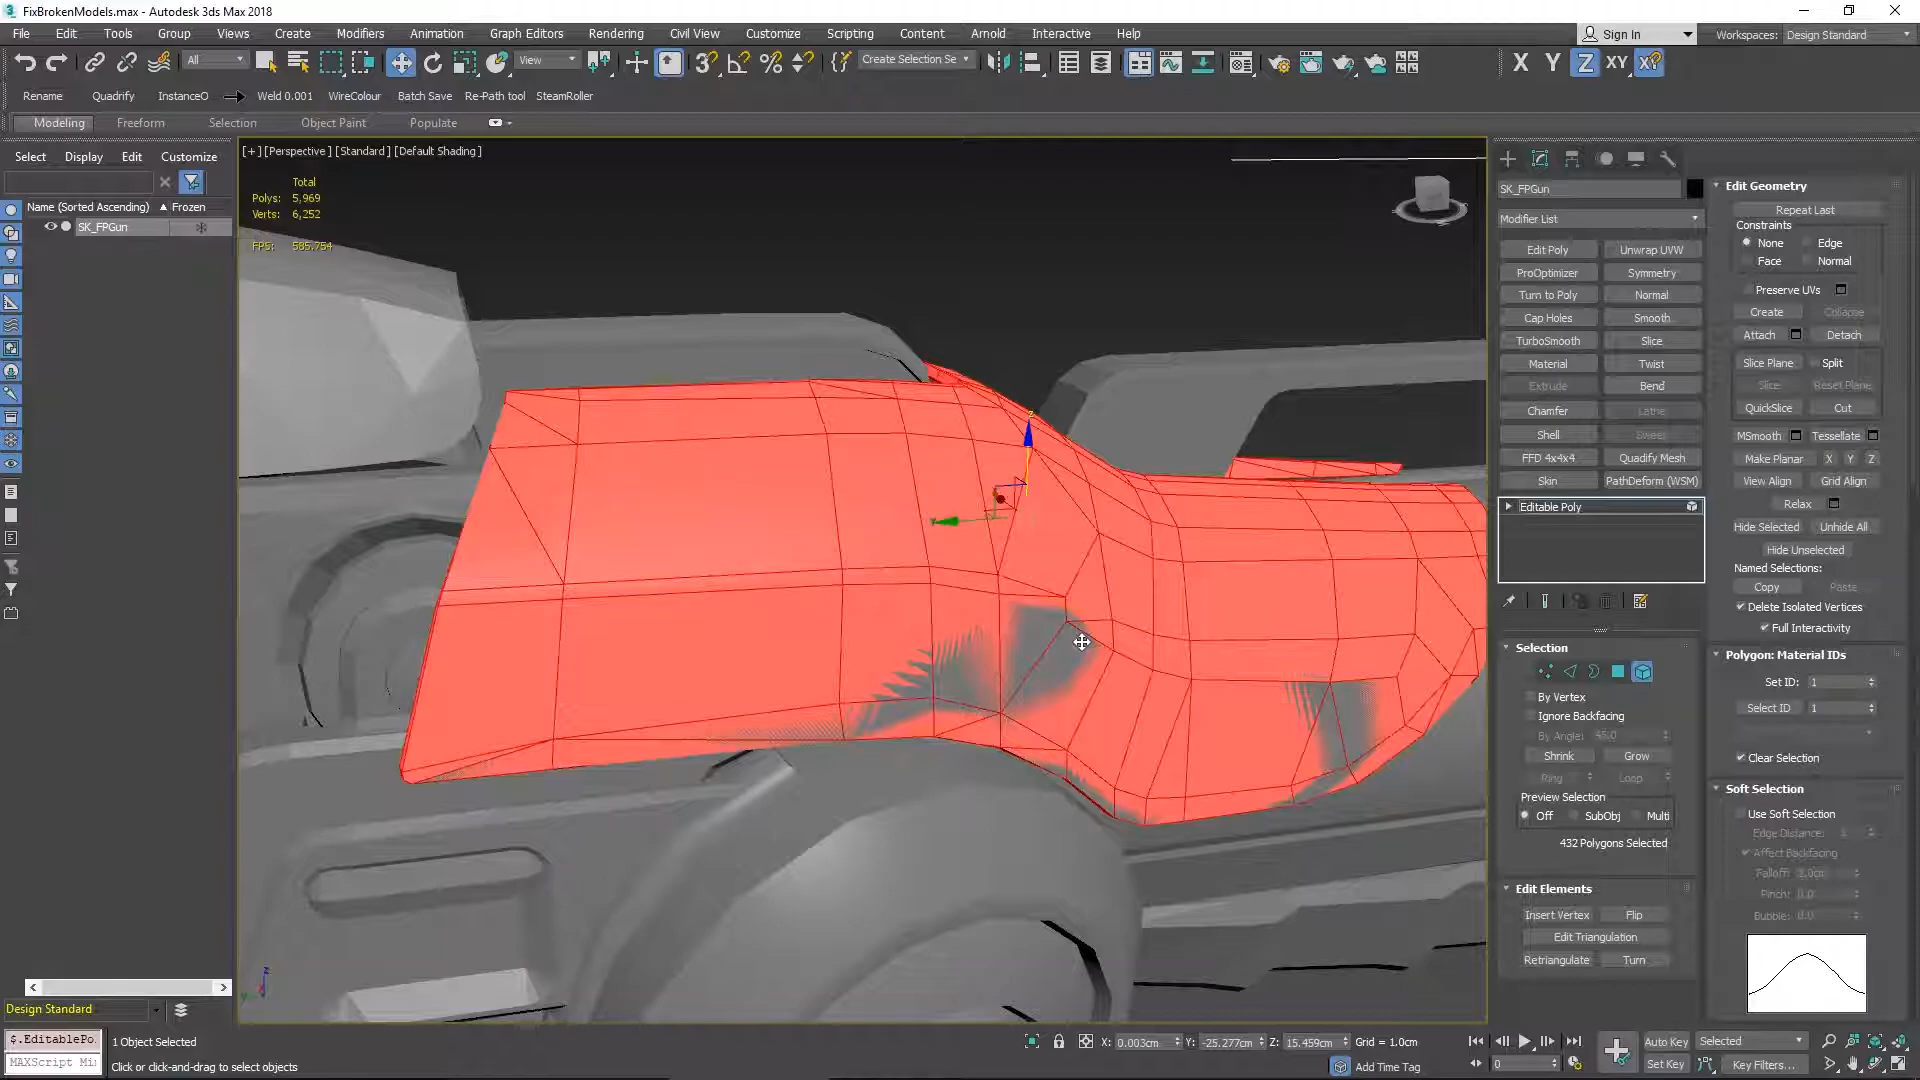 FixBrokenModels.max - Autodesk 3ds Max 2018
File Edit Tools Group Views Create Modifiers Animation Graph Editors Rendering Civil View Customize Scripting Content Arnold Interactive Help
Sign In Workspaces: Design Standard
All View Create Selection Se X Y Z XY
Rename Quadrify InstanceO Weld 0.001 WireColour Batch Save Re-Path tool SteamRoller
Modeling Freeform Selection Object Paint Populate
Select Display Edit Customize
Name (Sorted Ascending) ▲ Frozen
SK_FPGun
[+] [Perspective] [Standard] [Default Shading]
Total
Polys: 5,969
Verts: 6,252
FPS: 585.754
SK_FPGun
Modifier List
Edit Poly Unwrap UVW
ProOptimizer Symmetry
Turn to Poly Normal
Cap Holes Smooth
TurboSmooth Slice
Material Twist
Extrude Bend
Chamfer Lathe
Shell Sweep
FFD 4x4x4 Quadify Mesh
Skin PathDeform (WSM)
Editable Poly
Selection
By Vertex
Ignore Backfacing
By Angle: 45.0
Shrink Grow
Ring Loop
Preview Selection
Off SubObj Multi
432 Polygons Selected
Edit Elements
Insert Vertex Flip
Edit Triangulation
Retriangulate Turn
Edit Geometry
Repeat Last
Constraints
None Edge
Face Normal
Preserve UVs
Create Collapse
Attach Detach
Slice Plane Split
Slice Reset Plane
QuickSlice Cut
MSmooth Tessellate
Make Planar X Y Z
View Align Grid Align
Relax
Hide Selected Unhide All
Hide Unselected
Named Selections:
Copy Paste
Delete Isolated Vertices
Full Interactivity
Polygon: Material IDs
Set ID: 1
Select ID 1
Clear Selection
Soft Selection
Use Soft Selection
Edge Distance:
Affect Backfacing
Falloff: 2.0cm
Pinch: 0.0
Bubble: 0.0
Design Standard
$.EditablePo
MAXScript Mi
1 Object Selected
Click or click-and-drag to select objects
X: 0.003cm Y: -25.277cm Z: 15.459cm Grid = 1.0cm
Add Time Tag
0
Auto Key Selected
Set Key Key Filters...